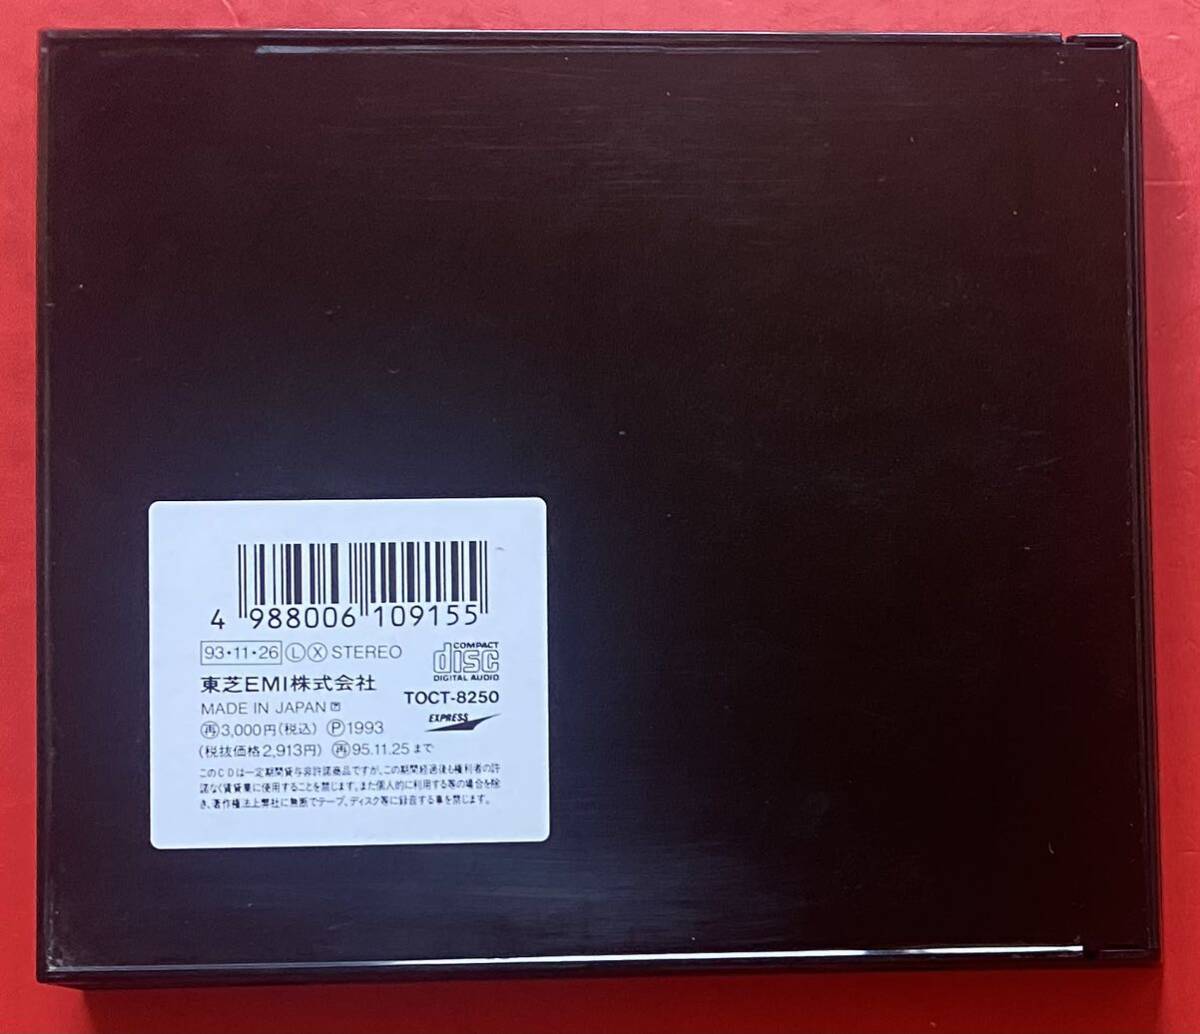 4 988006 109155
93・11・26 Ⓛ Ⓧ STEREO
COMPACT
disc
DIGITAL AUDIO
東芝EMI株式会社
TOCT-8250
MADE IN JAPAN
EXPRESS
㊢3,000円(税込) Ⓟ1993
(税抜価格2,913円) 再95.11.25まで
このCDは一定期間貸与非許諾商品ですが、この期間経過後も権利者の許
諾なく賃貸業に使用することを禁じます。また個人的に利用する等の場合を除
き、著作権法上弊社に無断でテープ、ディスク等に録音する事を禁じます。